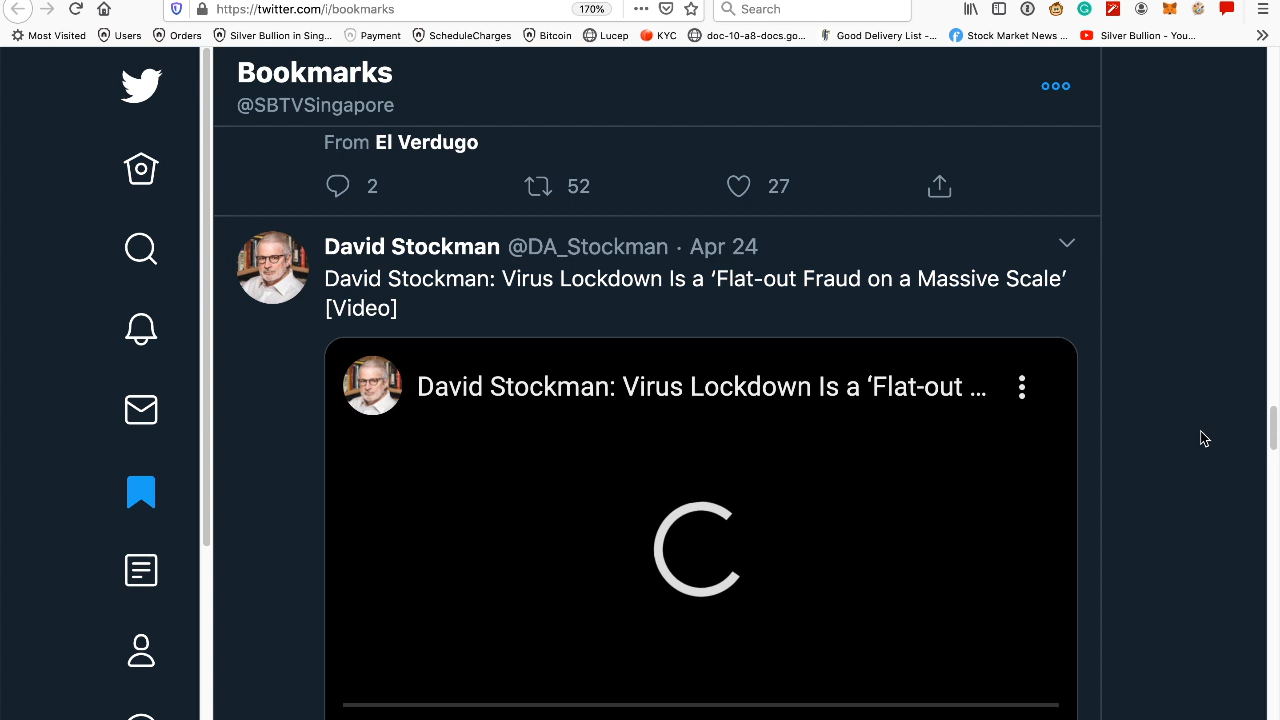 https://twitter.com/i/bookmarks
170%
Search
Most Visited
Users
Orders
Silver Bullion in Sing...
Payment
ScheduleCharges
Bitcoin
Lucep
KYC
doc-10-a8-docs.go...
Good Delivery List -...
Stock Market News ...
Silver Bullion - You...
Bookmarks
@SBTVSingapore
From El Verdugo
2
52
27
David Stockman @DA_Stockman · Apr 24
David Stockman: Virus Lockdown Is a ‘Flat-out Fraud on a Massive Scale’
[Video]
David Stockman: Virus Lockdown Is a ‘Flat-out ...